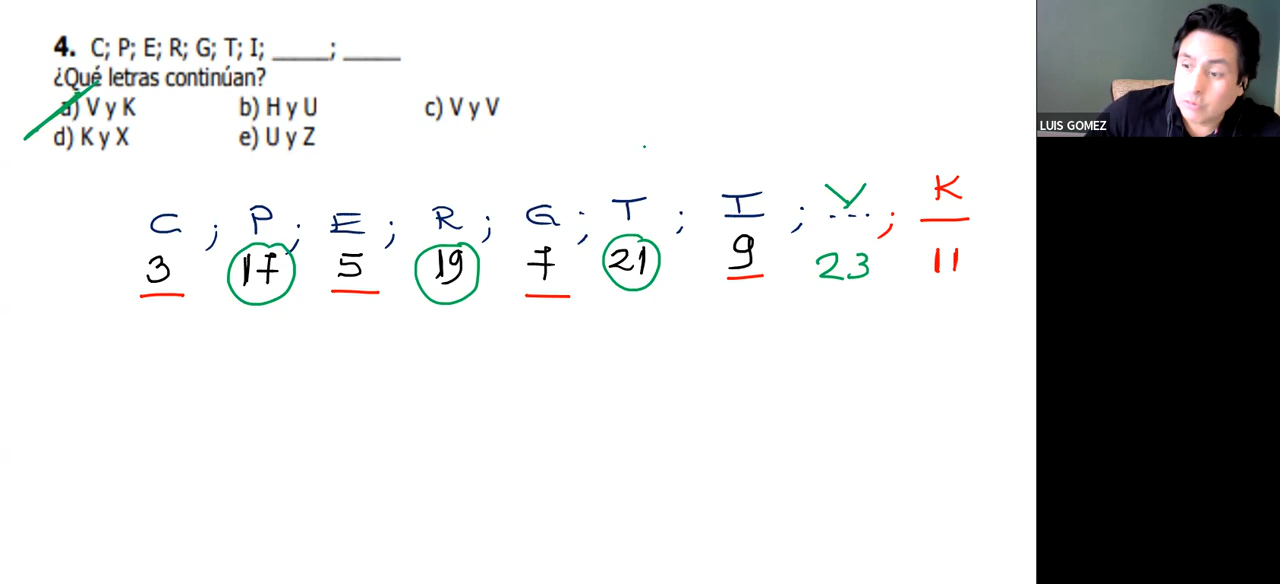 4. C; P; E; R; G; T; I; _____; _____
¿Qué letras continúan?
a) V y K b) H y U c) V y V
d) K y X e) U y Z
LUIS GOMEZ
C ; P ; E ; R ; G ; T ; I ; V ; K
3 17 5 19 7 21 9 23 11